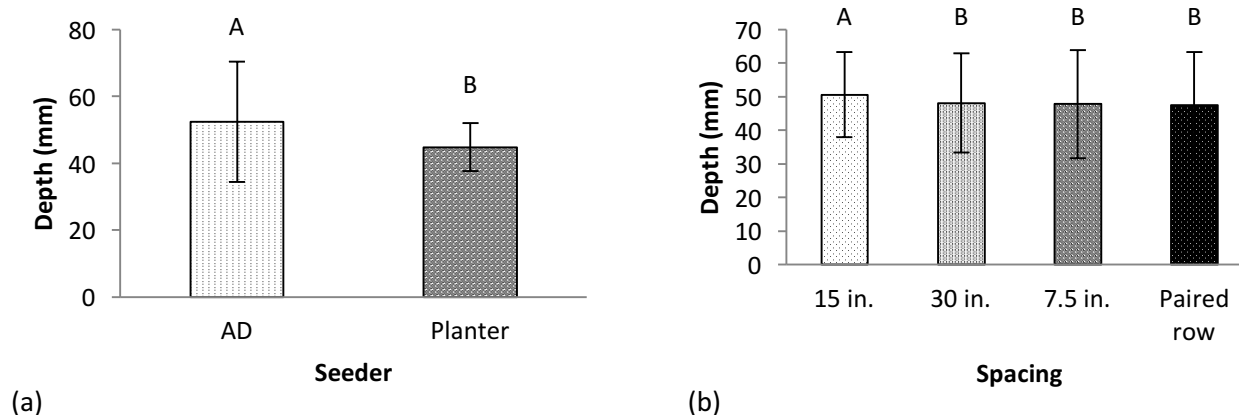 A
B
80
60
40
20
0
Depth (mm)
AD
Planter
Seeder
(a)
A
B
B
B
70
60
50
40
30
20
10
0
Depth (mm)
15 in.
30 in.
7.5 in.
Paired
row
Spacing
(b)